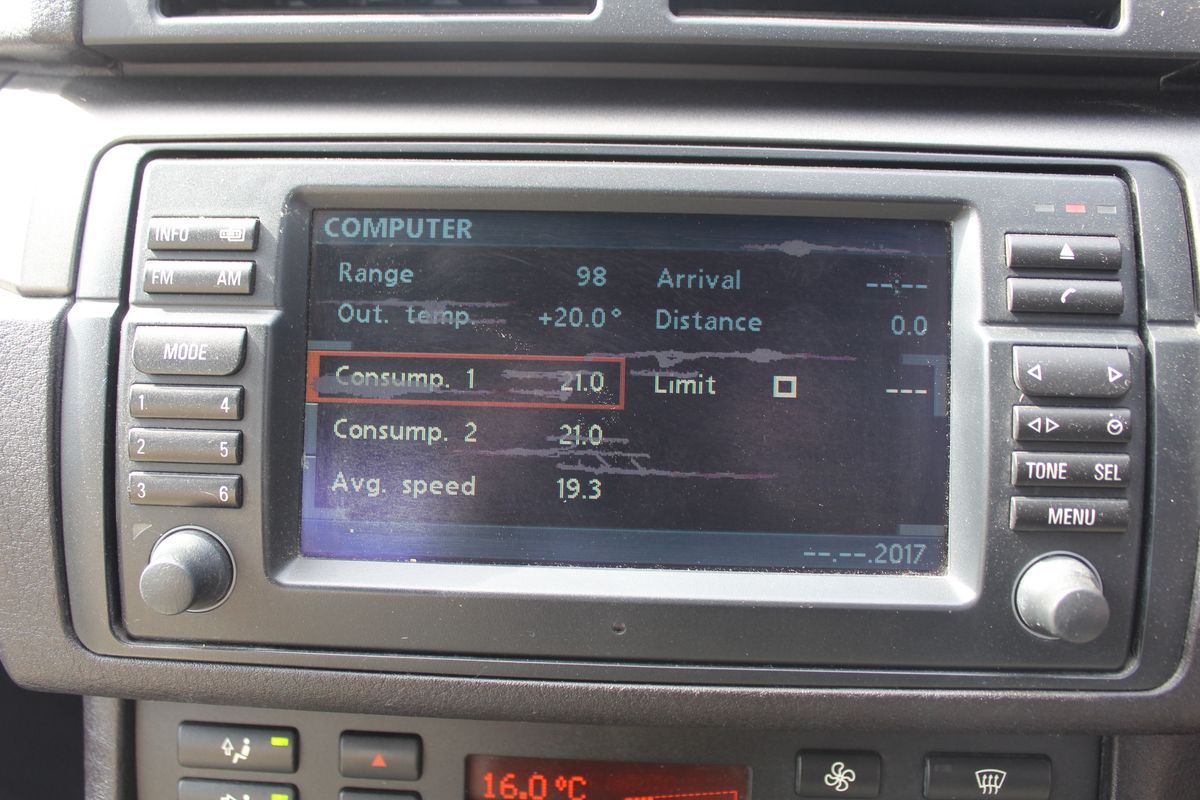 COMPUTER
Range 98 Arrival --:--
Out. temp. +20.0° Distance 0.0
Consump. 1 21.0 Limit ---
Consump. 2 21.0
Avg. speed 19.3
--.--.2017
INFO
FM AM
MODE
1 4
2 5
3 6
TONE SEL
MENU
16.0°C